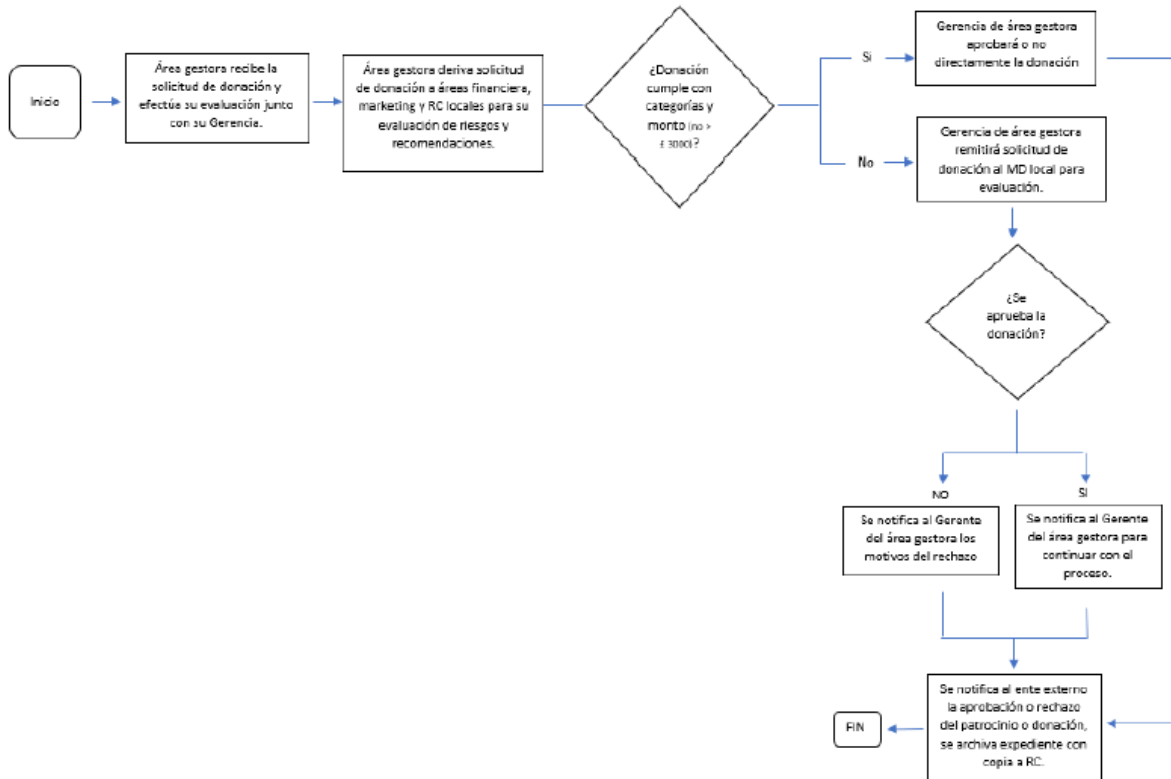 Inicio
Área gestora recibe la
solicitud de donación y
efectúa su evaluación junto
con su Gerencia.
Área gestora deriva solicitud
de donación a áreas financiera,
marketing y RC locales para su
evaluación de riesgos y
recomendaciones.
¿Donación
cumple con
categorías y
monto (no >
£ 3000)?
Si
Gerencia de área gestora
aprobará o no
directamente la donación
No
Gerencia de área gestora
remitirá solicitud de
donación al MD local para
evaluación.
¿Se
aprueba la
donación?
NO
Se notifica al Gerente
del área gestora los
motivos del rechazo
SI
Se notifica al Gerente
del área gestora para
continuar con el
proceso.
Se notifica al ente externo
la aprobación o rechazo
del patrocinio o donación,
se archiva expediente con
copia a RC.
FIN